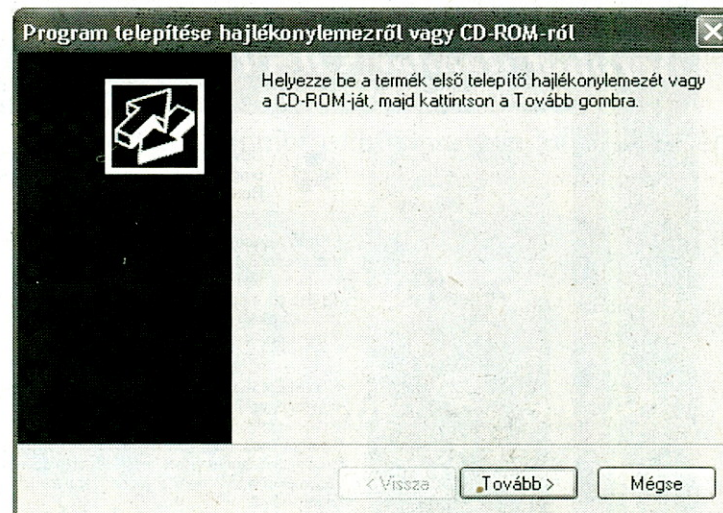 Program telepítése hajlékonylemezről vagy CD-ROM-ról
Helyezze be a termék első telepítő hajlékonylemezét vagy
a CD-ROM-ját, majd kattintson a Tovább gombra.
< Vissza Tovább > Mégse